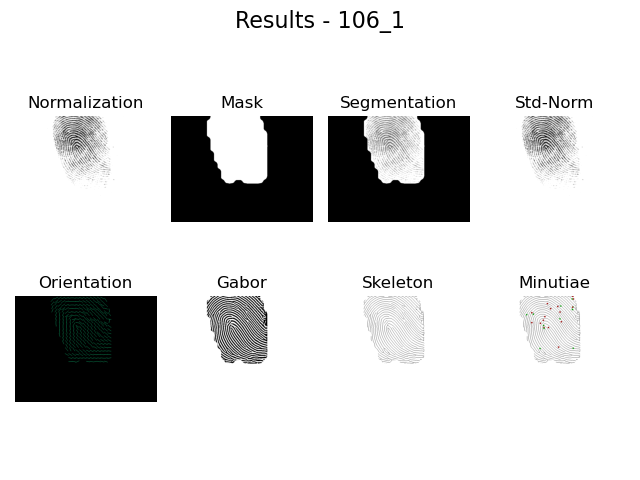 Results - 106_1
Normalization
Mask
Segmentation
Std-Norm
Orientation
Gabor
Skeleton
Minutiae